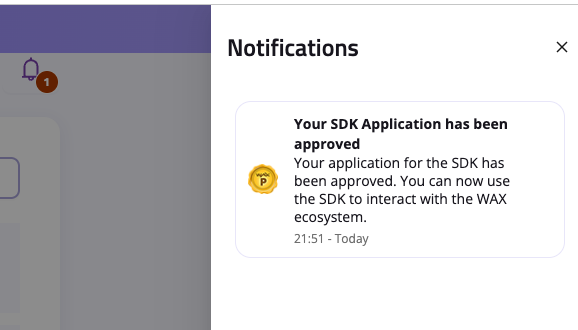 Notifications
1
Your SDK Application has been
approved
Your application for the SDK has
been approved. You can now use
the SDK to interact with the WAX
ecosystem.
P
21:51 - Today